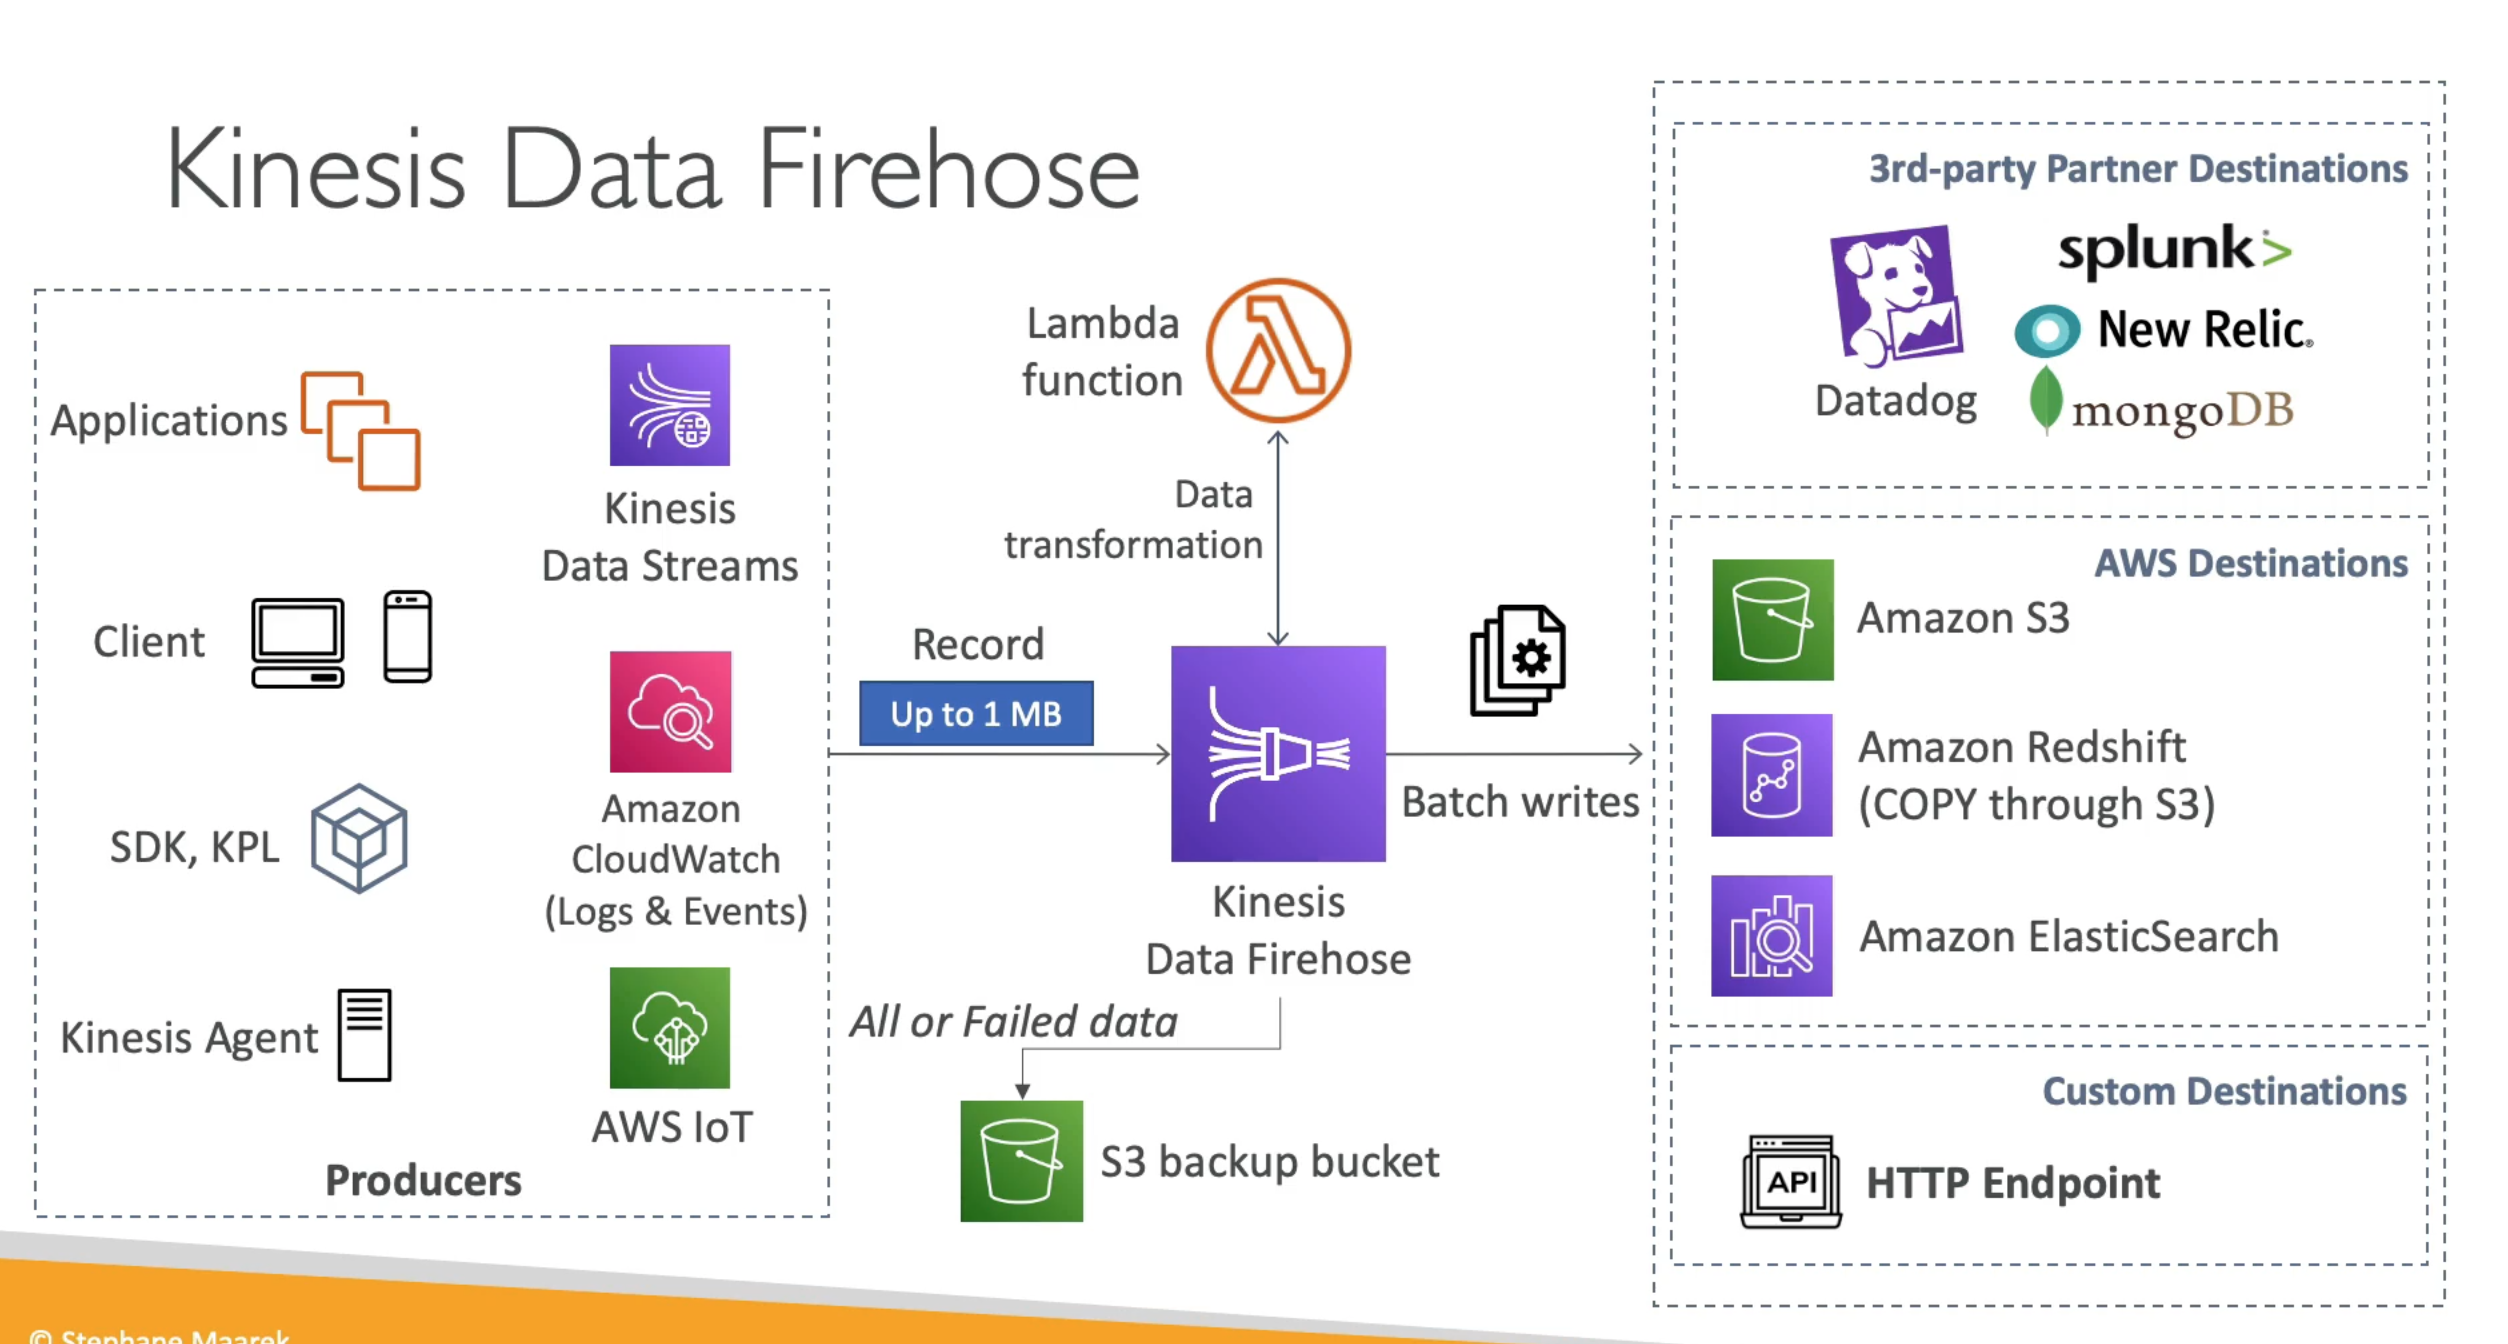 Kinesis Data Firehose
Applications
Client
SDK, KPL
Kinesis Agent
Kinesis
Data Streams
Amazon
CloudWatch
(Logs & Events)
AWS IoT
Producers
Record
Up to 1 MB
Lambda
function
Data
transformation
Kinesis
Data Firehose
All or Failed data
S3 backup bucket
Batch writes
3rd-party Partner Destinations
Datadog
splunk>
New Relic®
mongoDB
AWS Destinations
Amazon S3
Amazon Redshift
(COPY through S3)
Amazon ElasticSearch
Custom Destinations
API
HTTP Endpoint
© Stephane Maarek